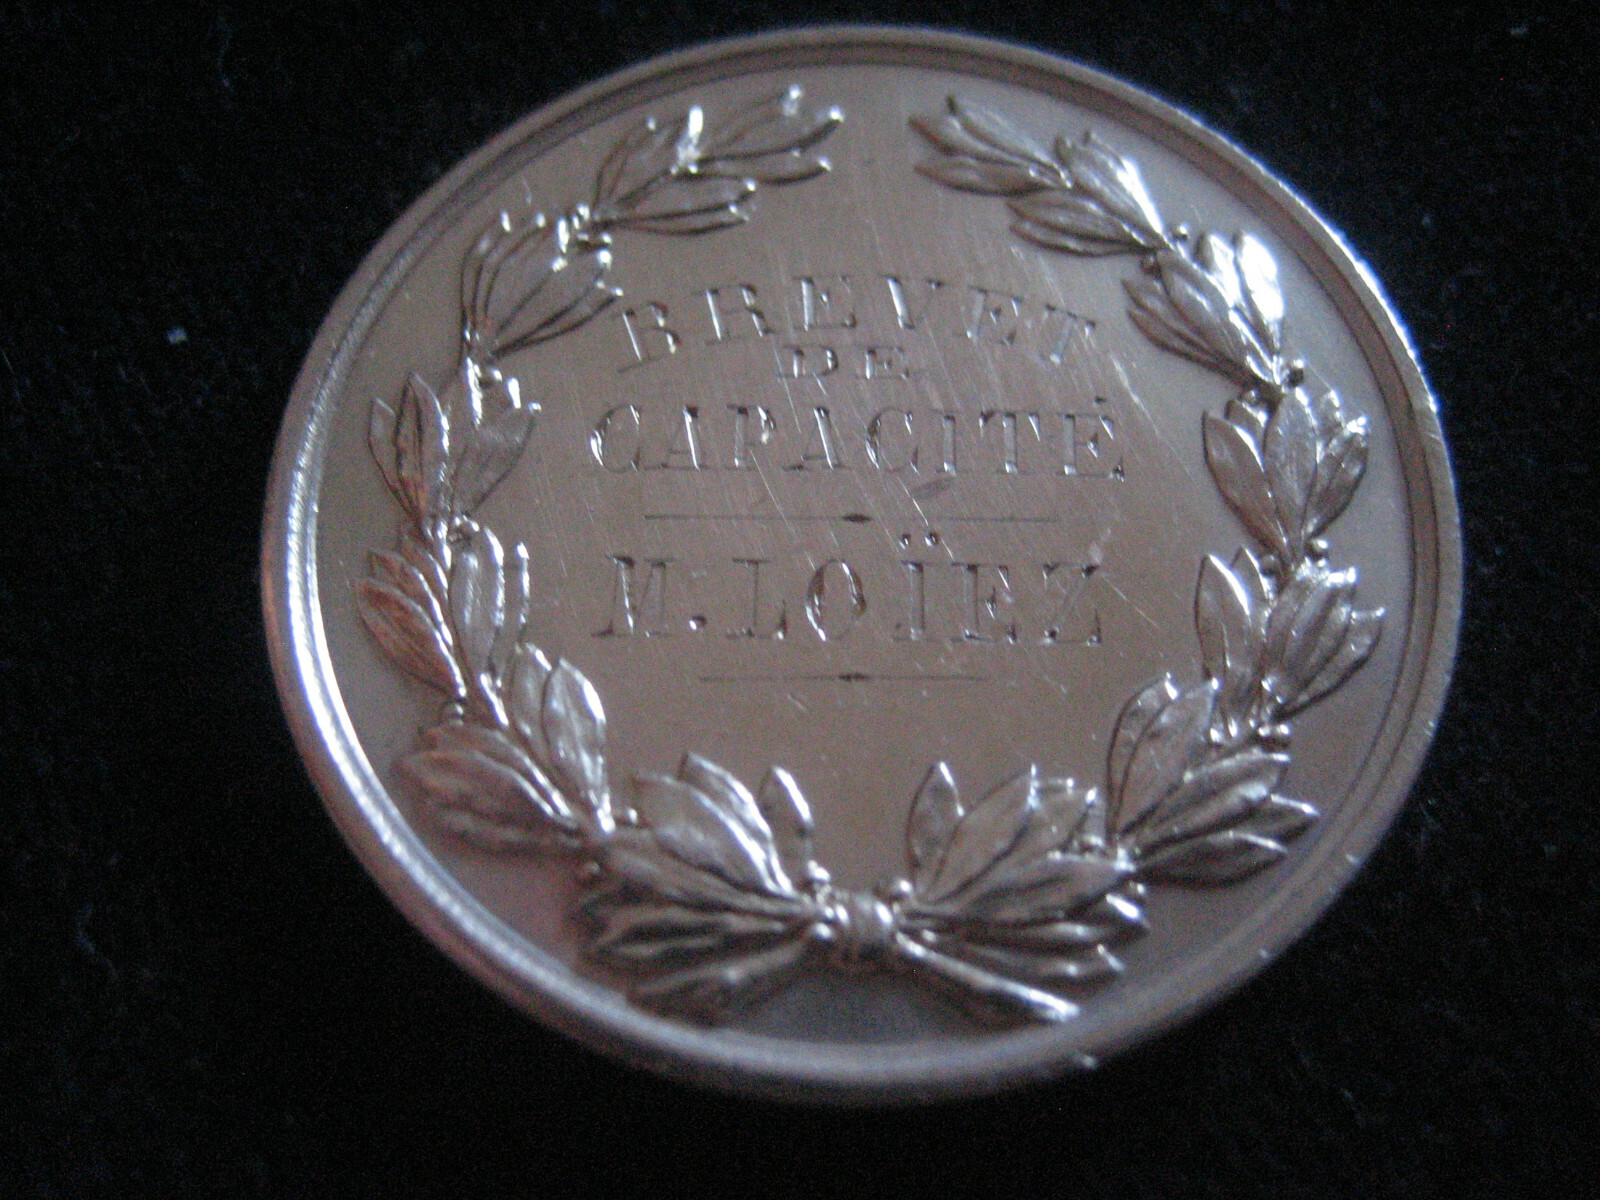 BREVET
DE
CAPACITÉ
M. LOÏEZ